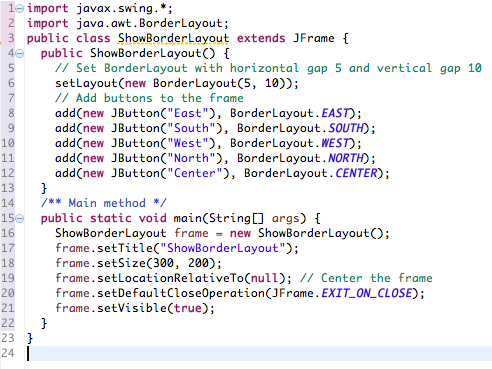 1 import javax.swing.*;
2 import java.awt.BorderLayout;
3 public class ShowBorderLayout extends JFrame {
4   public ShowBorderLayout() {
5     // Set BorderLayout with horizontal gap 5 and vertical gap 10
6     setLayout(new BorderLayout(5, 10));
7     // Add buttons to the frame
8     add(new JButton("East"), BorderLayout.EAST);
9     add(new JButton("South"), BorderLayout.SOUTH);
10     add(new JButton("West"), BorderLayout.WEST);
11     add(new JButton("North"), BorderLayout.NORTH);
12     add(new JButton("Center"), BorderLayout.CENTER);
13   }
14   /** Main method */
15   public static void main(String[] args) {
16     ShowBorderLayout frame = new ShowBorderLayout();
17     frame.setTitle("ShowBorderLayout");
18     frame.setSize(300, 200);
19     frame.setLocationRelativeTo(null); // Center the frame
20     frame.setDefaultCloseOperation(JFrame.EXIT_ON_CLOSE);
21     frame.setVisible(true);
22   }
23 }
24